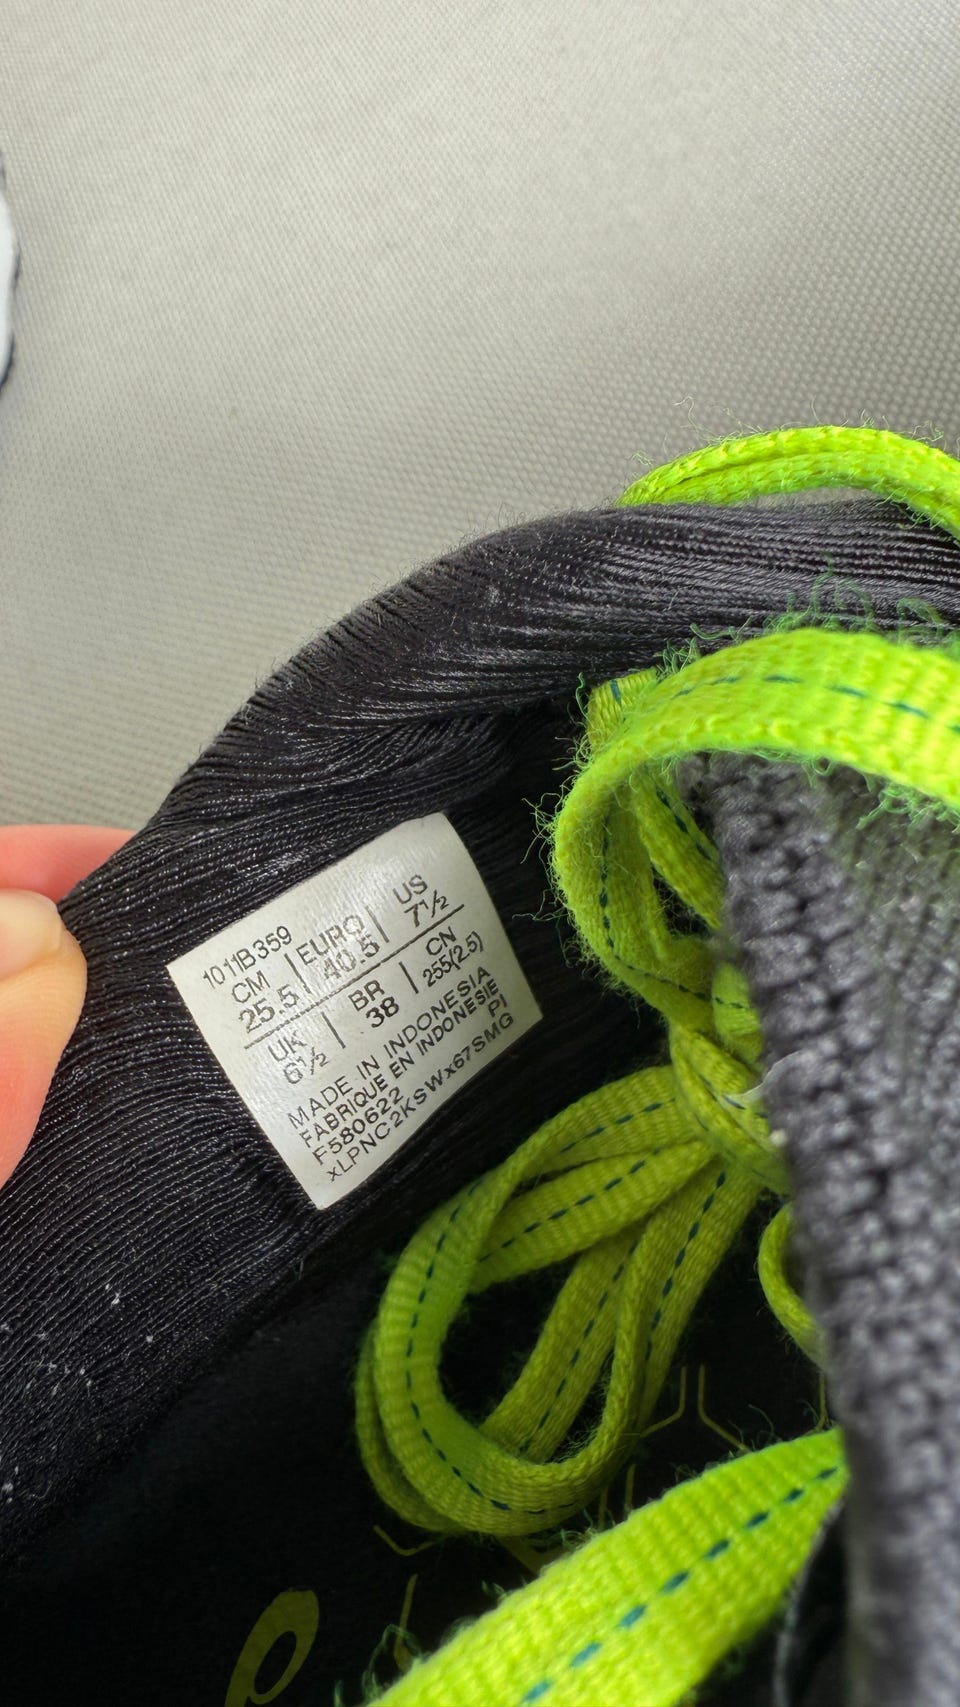 1011B359
CM | EURO | US
25.5 | 40.5 | 7½
UK | BR | CN
6½ | 38 | 255(2.5)
MADE IN INDONESIA
FABRIQUE EN INDONESIE
F580622 PI
xLPNC2KSWx67SMG